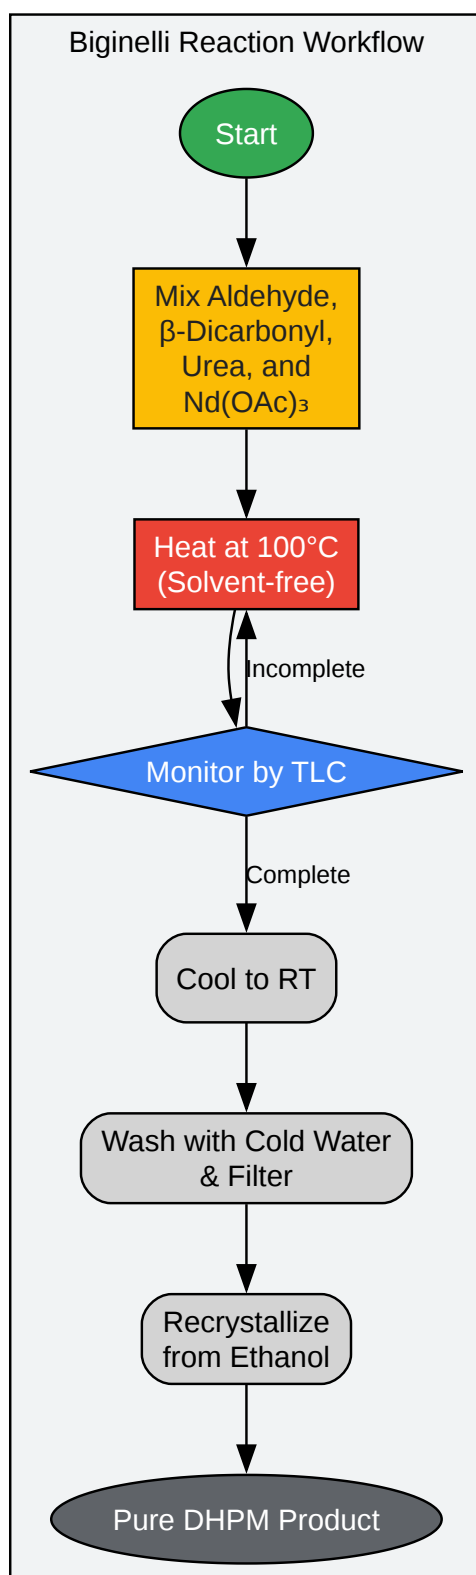 Biginelli Reaction Workflow
Start
Mix Aldehyde,
β-Dicarbonyl,
Urea, and
Nd(OAc)₃
Heat at 100°C
(Solvent-free)
Incomplete
Monitor by TLC
Complete
Cool to RT
Wash with Cold Water
& Filter
Recrystallize
from Ethanol
Pure DHPM Product